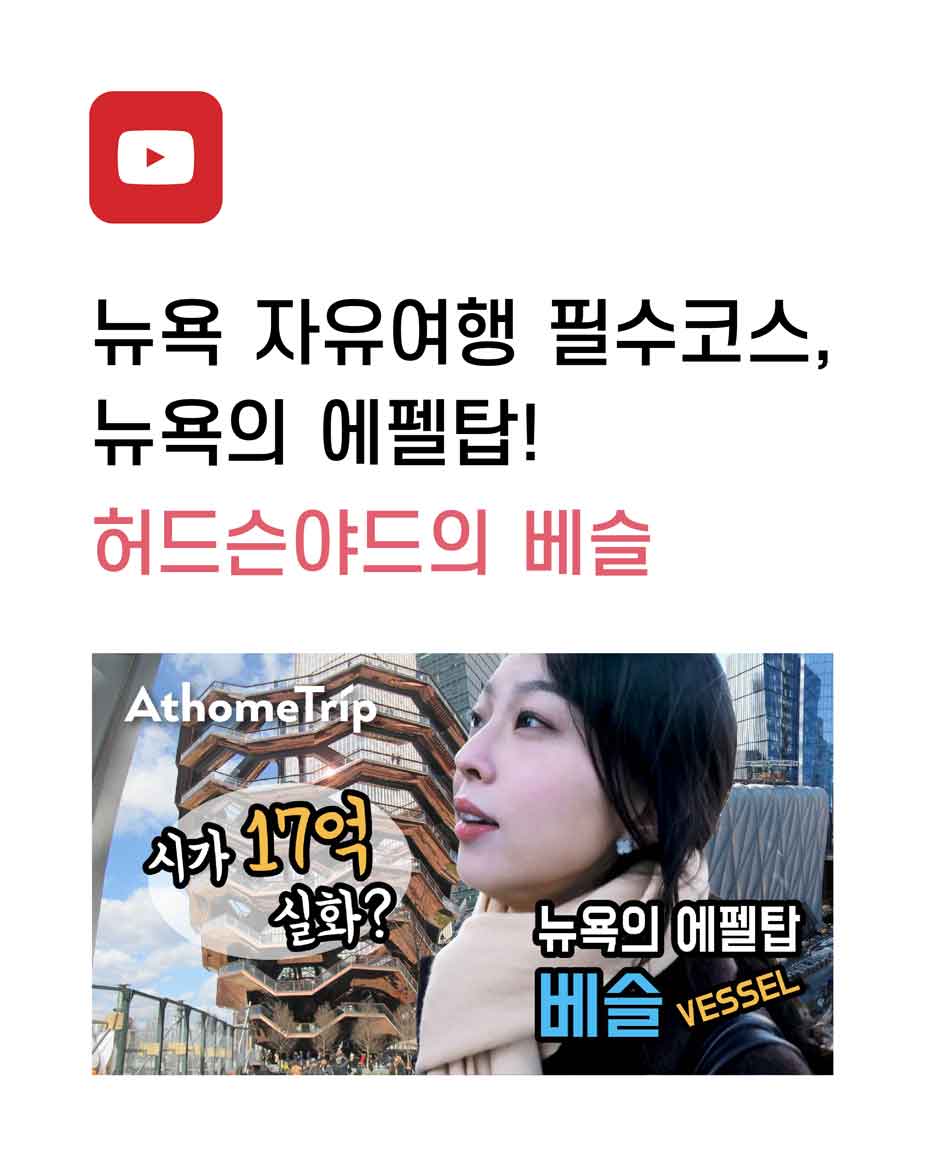 뉴욕 자유여행 필수코스,
뉴욕의 에펠탑!
허드슨야드의 베슬
AthomeTrip
시가 17억
실화?
뉴욕의 에펠탑
베슬 VESSEL